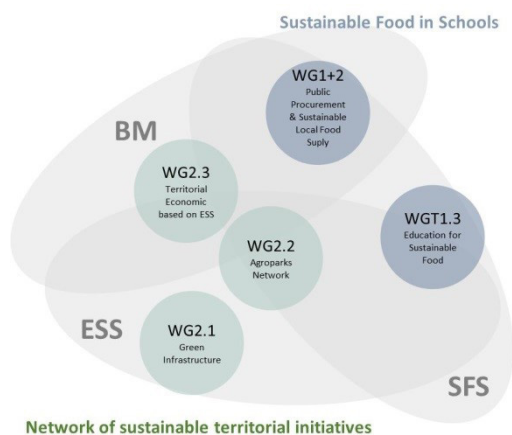 Sustainable Food in Schools
WG1+2
Public
Procurement
& Sustainable
Local Food
Suply
BM
WG2.3
Territorial
Economic
based on ESS
WGT1.3
Education for
Sustainable
Food
WG2.2
Agroparks
Network
ESS
WG2.1
Green
Infrastructure
SFS
Network of sustainable territorial initiatives